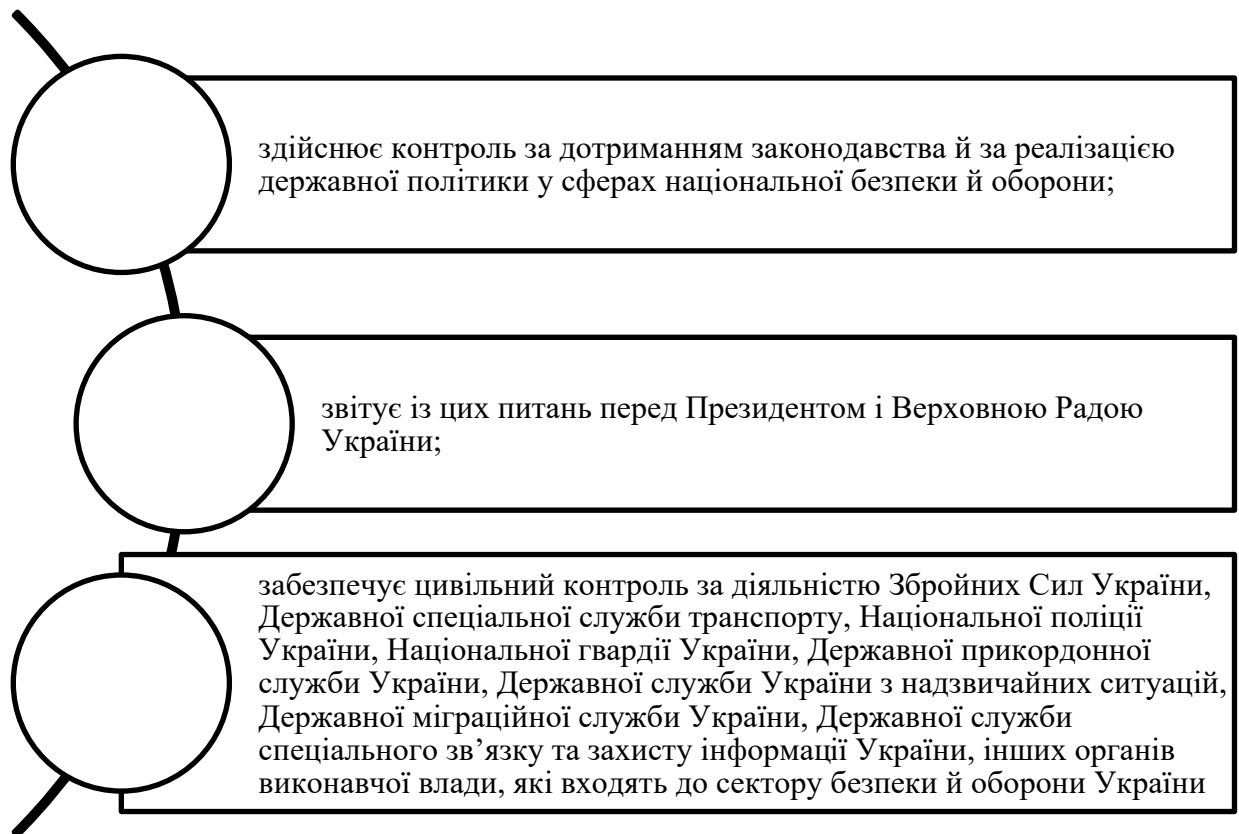 здійснює контроль за дотриманням законодавства й за реалізацією
державної політики у сферах національної безпеки й оборони;
звітує із цих питань перед Президентом і Верховною Радою
України;
забезпечує цивільний контроль за діяльністю Збройних Сил України,
Державної спеціальної служби транспорту, Національної поліції
України, Національної гвардії України, Державної прикордонної
служби України, Державної служби України з надзвичайних ситуацій,
Державної міграційної служби України, Державної служби
спеціального зв’язку та захисту інформації України, інших органів
виконавчої влади, які входять до сектору безпеки й оборони України